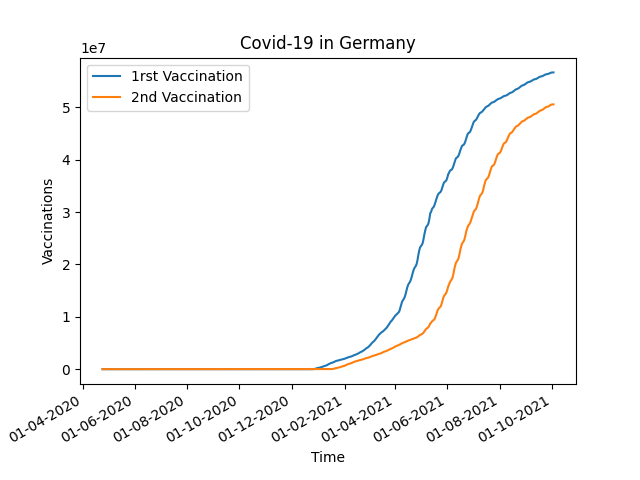 Covid-19 in Germany
1e7
1rst Vaccination
2nd Vaccination
5
4
3
2
1
0
Vaccinations
01-04-2020
01-06-2020
01-08-2020
01-10-2020
01-12-2020
01-02-2021
01-04-2021
01-06-2021
01-08-2021
01-10-2021
Time